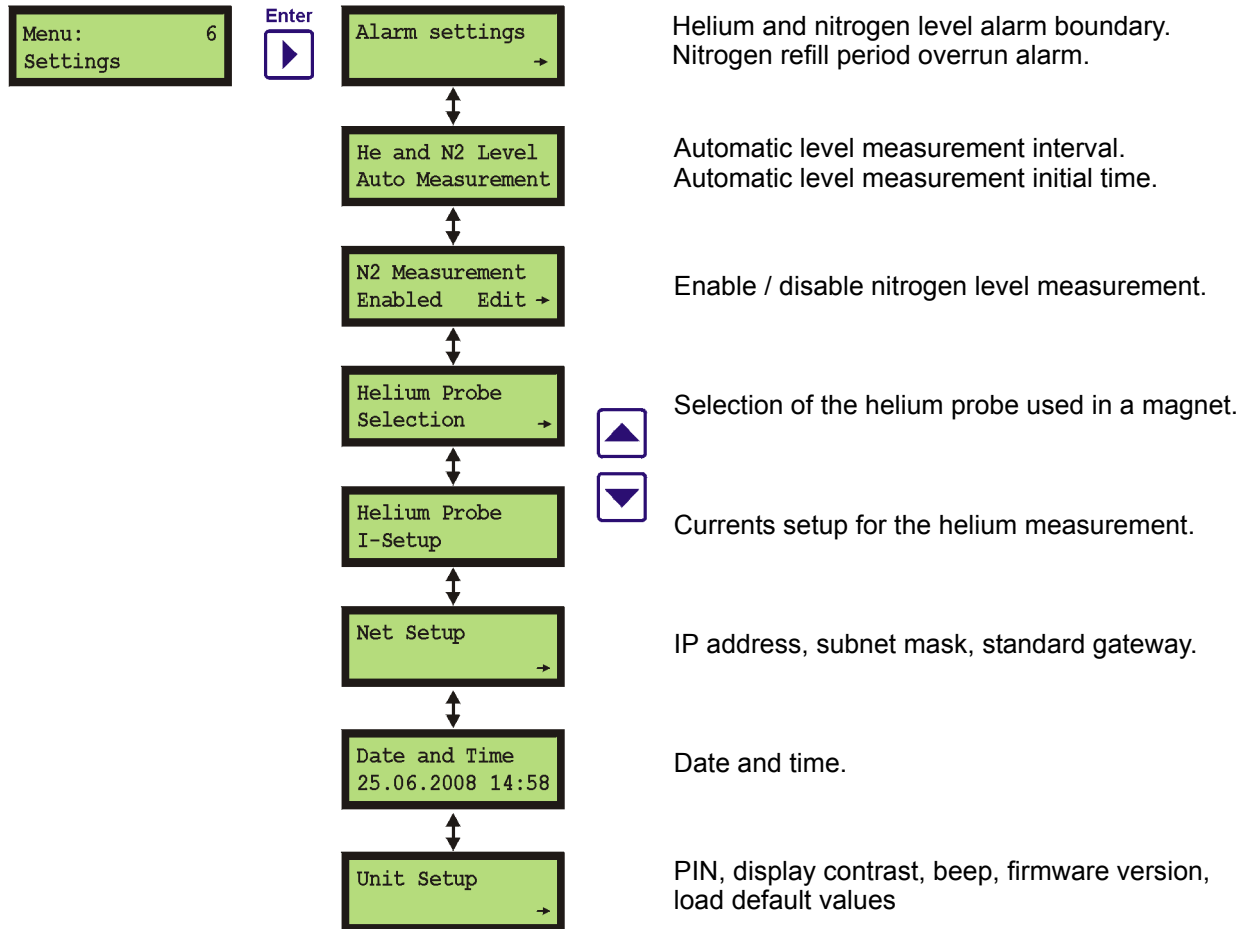 Menu: 6
Settings
Enter
Alarm settings
→
Helium and nitrogen level alarm boundary.
Nitrogen refill period overrun alarm.
He and N2 Level
Auto Measurement
Automatic level measurement interval.
Automatic level measurement initial time.
N2 Measurement
Enabled Edit →
Enable / disable nitrogen level measurement.
Helium Probe
Selection →
Selection of the helium probe used in a magnet.
Helium Probe
I-Setup
Currents setup for the helium measurement.
Net Setup
→
IP address, subnet mask, standard gateway.
Date and Time
25.06.2008 14:58
Date and time.
Unit Setup
→
PIN, display contrast, beep, firmware version,
load default values